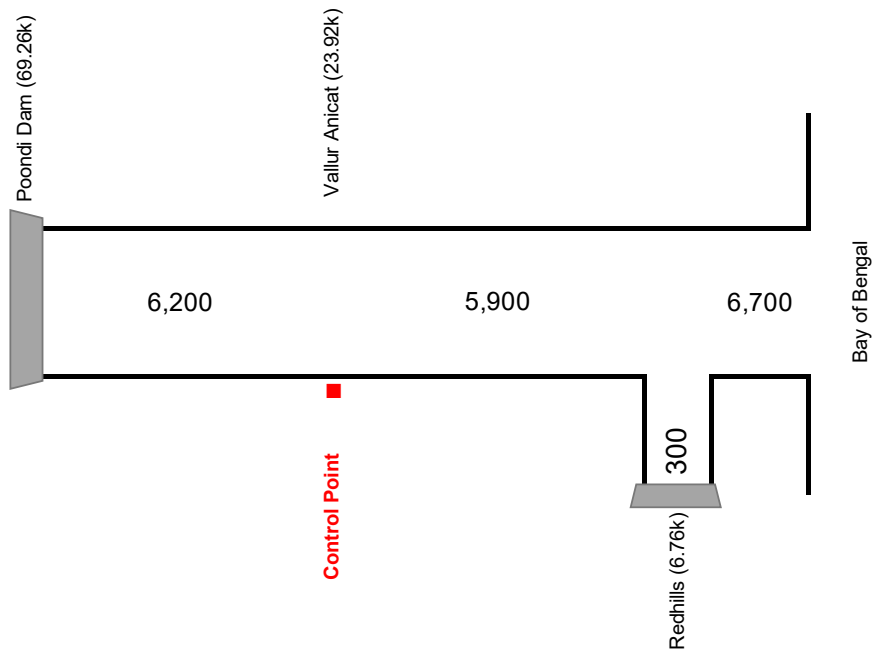 Poondi Dam (69.26k)
Vallur Anicat (23.92k)
6,200
5,900
6,700
Bay of Bengal
Control Point
300
Redhills (6.76k)